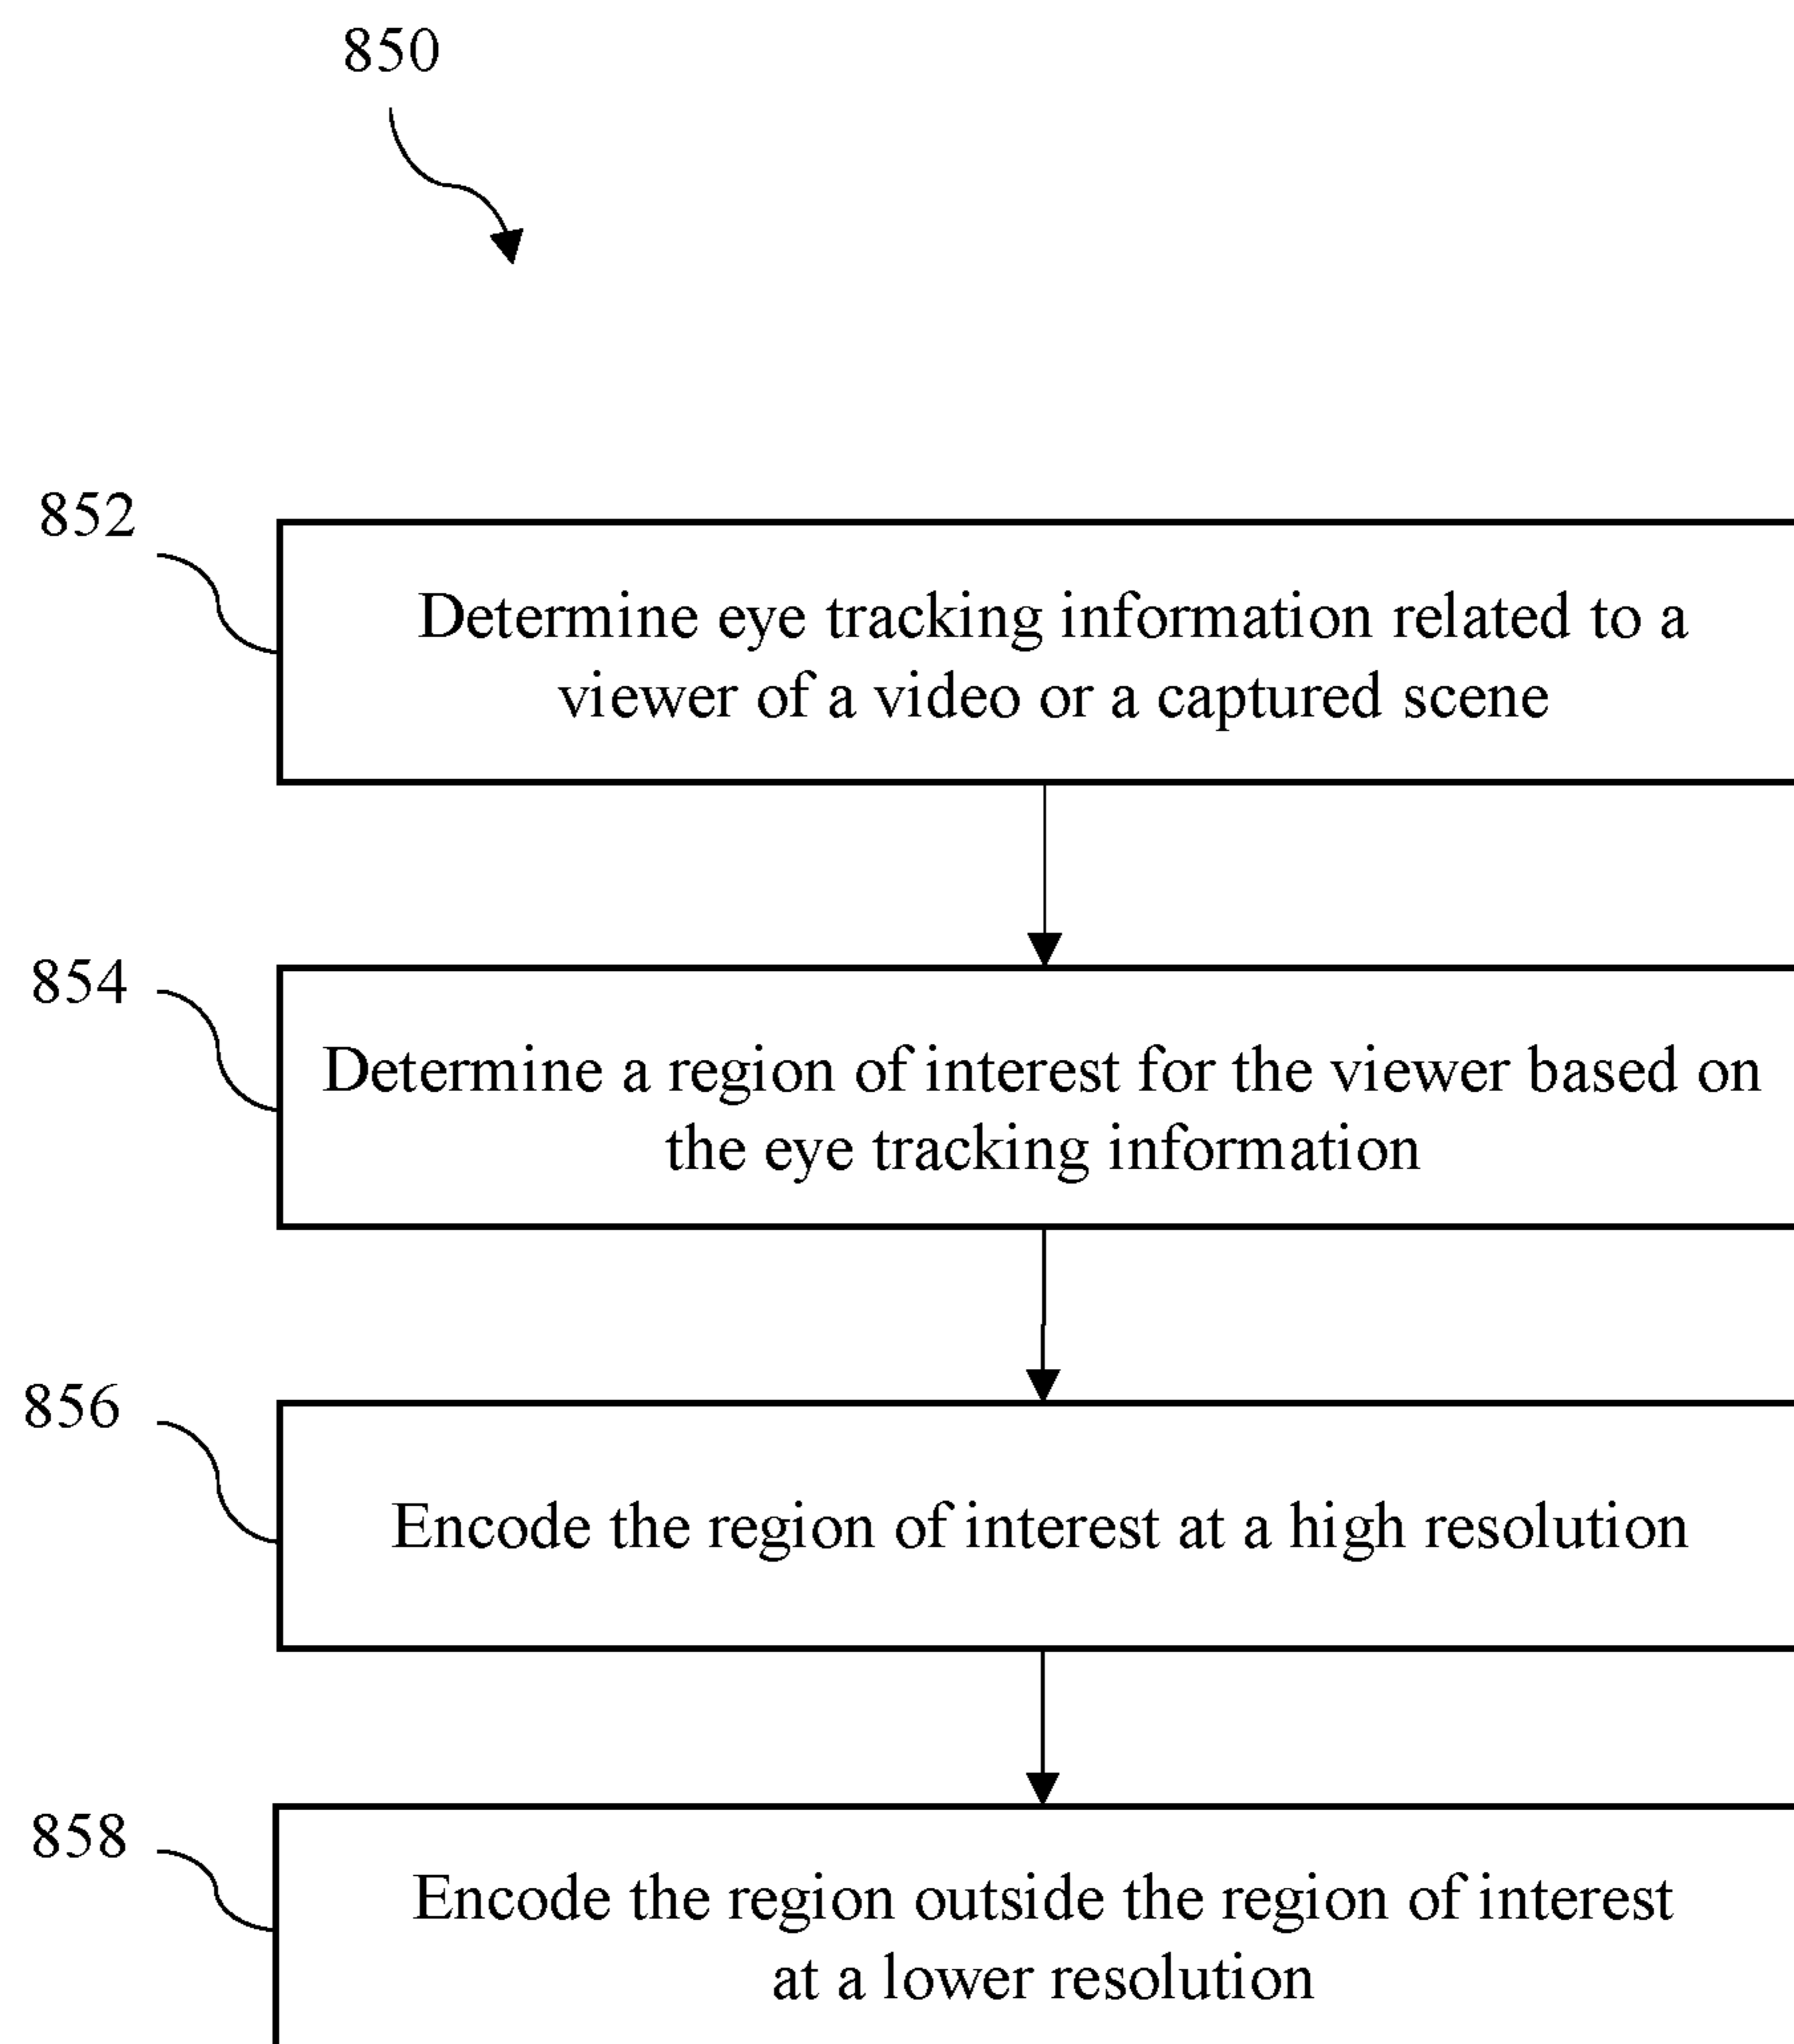 850
852
Determine eye tracking information related to a
viewer of a video or a captured scene
854
Determine a region of interest for the viewer based on
the eye tracking information
856
Encode the region of interest at a high resolution
858
Encode the region outside the region of interest
at a lower resolution